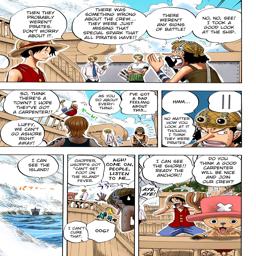 NO, NO, SEE!
I TOOK A
GOOD LOOK
AT THE SHIP.
THERE
WEREN'T
ANY SIGNS
OF BATTLE!
THERE WAS
SOMETHING
WRONG ABOUT
THE CREW...
THEY WERE JUST
MISSING THAT
SPECIAL SPARK THAT
ALL PIRATES HAVE!!
THEN THEY
PROBABLY
WEREN'T
PIRATES.
DON'T WORRY
ABOUT IT.
HMM...
NO MATTER
HOW YOU
LOOK AT IT
THOUGH,
I THINK
THEY WERE
PIRATES
I'VE GOT
A BAD
FEELING
ABOUT
THIS...
AS YOU
SO ABOUT
EVERY-
THING!
SO, THINK
THERE'S A
TOWN? I HOPE
THEY'VE GOT A
CARPENTER!!
LUFFY,
WE CAN'T
GO ASHORE
RIGHT
AWAY!
DO YOU
THINK A GOOD
CARPENTER
WILL BE NICE
AND JOIN
OUR CREW?
I CAN SEE
THE SHORE!!
READY THE
ANCHOR!!
AYE,
AYE!
AGH!
COME ON,
PEOPLE,
LISTEN
TO ME...
CHOPPER,
USOPP'S GOT
"CAN'T SET
FOOT ON THE
ISLAND
FEVER".
OOG?
I CAN'T
CURE
THAT.
I CAN
SEE THE
ISLAND!